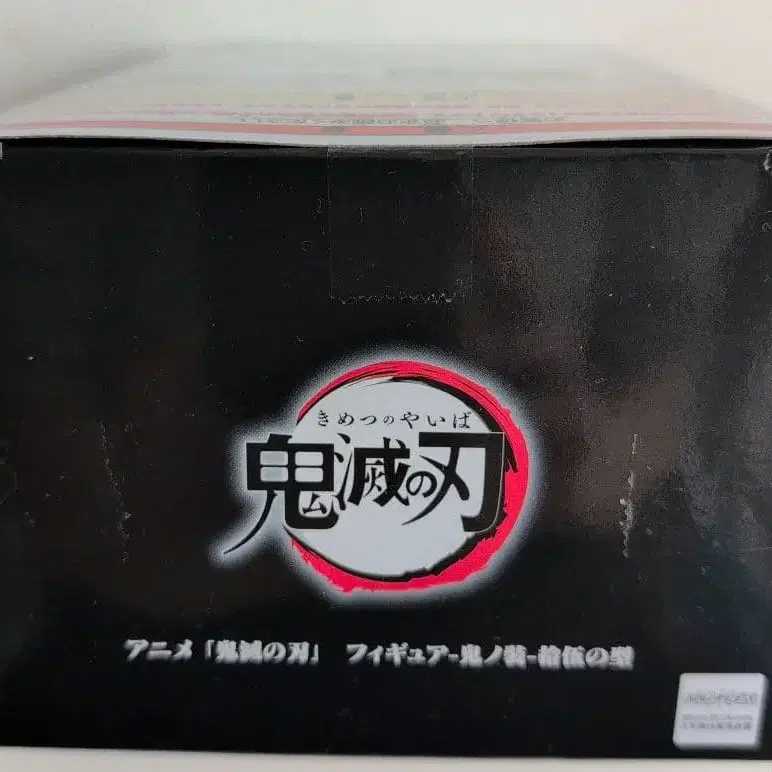 きめつのやいば
鬼滅の刃
アニメ「鬼滅の刃」 フィギュア-鬼ノ装-拾伍の型